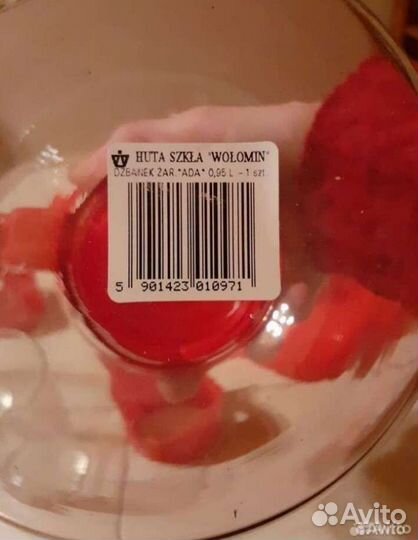 HUTA SZKŁA "WOŁOMIN"
DZBANEK ŻAR. "ADA" 0,95 L - 1 szt.
5 901423 010971
Avito